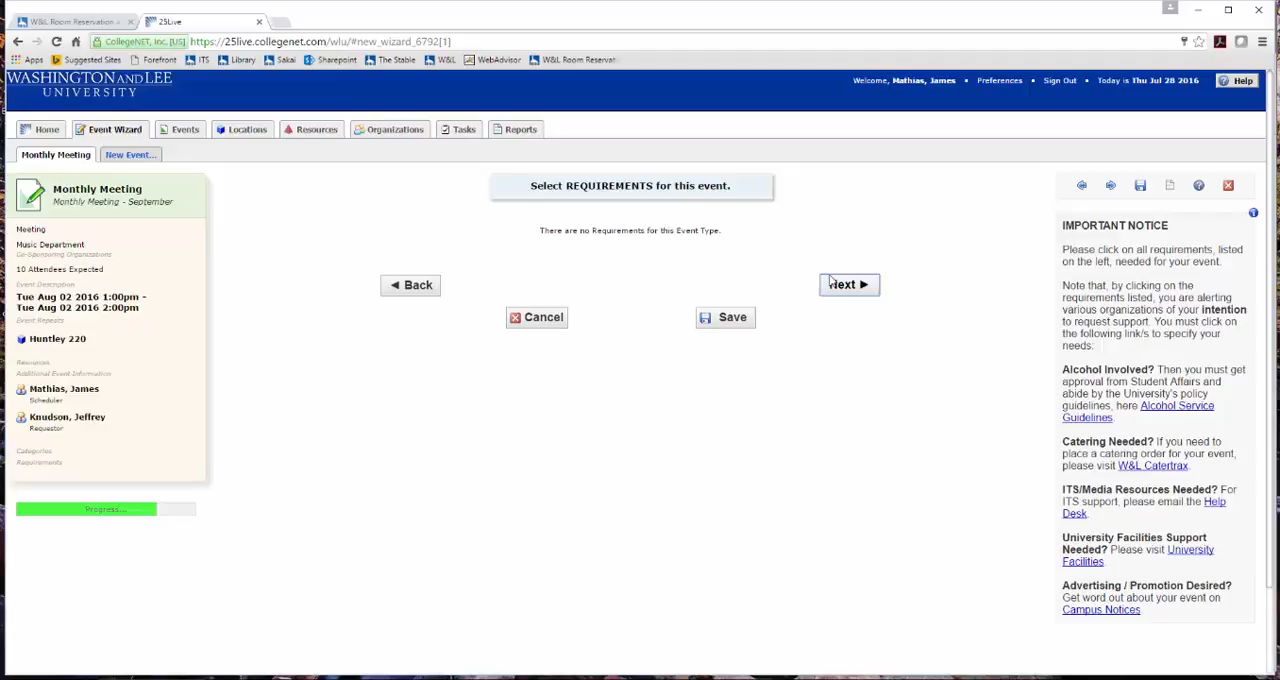 W&L Room Reservation
25Live
CollegeNET, Inc. [US]
https://25live.collegenet.com/wlu/#new_wizard_6792[1]
Apps
Suggested Sites
Forefront
ITS
Library
Sakai
Sharepoint
The Stable
W&L
WebAdvisor
W&L Room Reservat
WASHINGTON AND LEE
UNIVERSITY
Welcome, Mathias, James
Preferences
Sign Out
Today is Thu Jul 28 2016
Help
Home
Event Wizard
Events
Locations
Resources
Organizations
Tasks
Reports
Monthly Meeting
New Event...
Monthly Meeting
Monthly Meeting - September
Meeting
Music Department
Co-Sponsoring Organizations
10 Attendees Expected
Event Description
Tue Aug 02 2016 1:00pm -
Tue Aug 02 2016 2:00pm
Event Repeats
Huntley 220
Resources
Additional Event Information
Mathias, James
Scheduler
Knudson, Jeffrey
Requestor
Categories
Requirements
Progress...
Select REQUIREMENTS for this event.
There are no Requirements for this Event Type.
Back
Next
Cancel
Save
IMPORTANT NOTICE
Please click on all requirements, listed
on the left, needed for your event.
Note that, by clicking on the
requirements listed, you are alerting
various organizations of your intention
to request support. You must click on
the following link/s to specify your
needs:
Alcohol Involved? Then you must get
approval from Student Affairs and
abide by the University's policy
guidelines, here Alcohol Service
Guidelines.
Catering Needed? If you need to
place a catering order for your event,
please visit W&L Catertrax.
ITS/Media Resources Needed? For
ITS support, please email the Help
Desk.
University Facilities Support
Needed? Please visit University
Facilities.
Advertising / Promotion Desired?
Get word out about your event on
Campus Notices